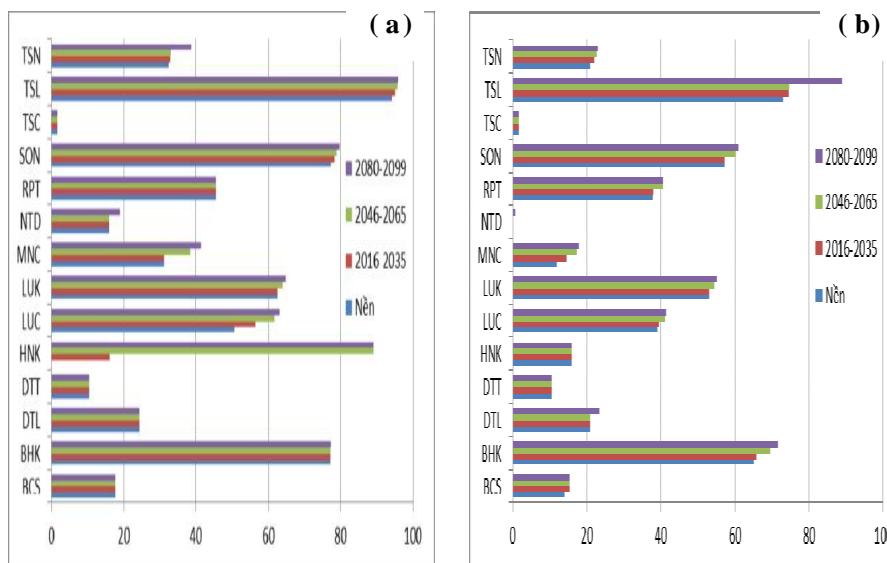 ( a )
TSN
TSL
TSC
SON
RPT
NTD
MNC
LUK
LUC
HNK
DTT
DTL
BHK
BCS
2080-2099
2046-2065
2016-2035
Nền
0 20 40 60 80 100
( b )
TSN
TSL
TSC
SON
RPT
NTD
MNC
LUK
LUC
HNK
DTT
DTL
BHK
BCS
2080-2099
2046-2065
2016-2035
Nền
0 20 40 60 80 10